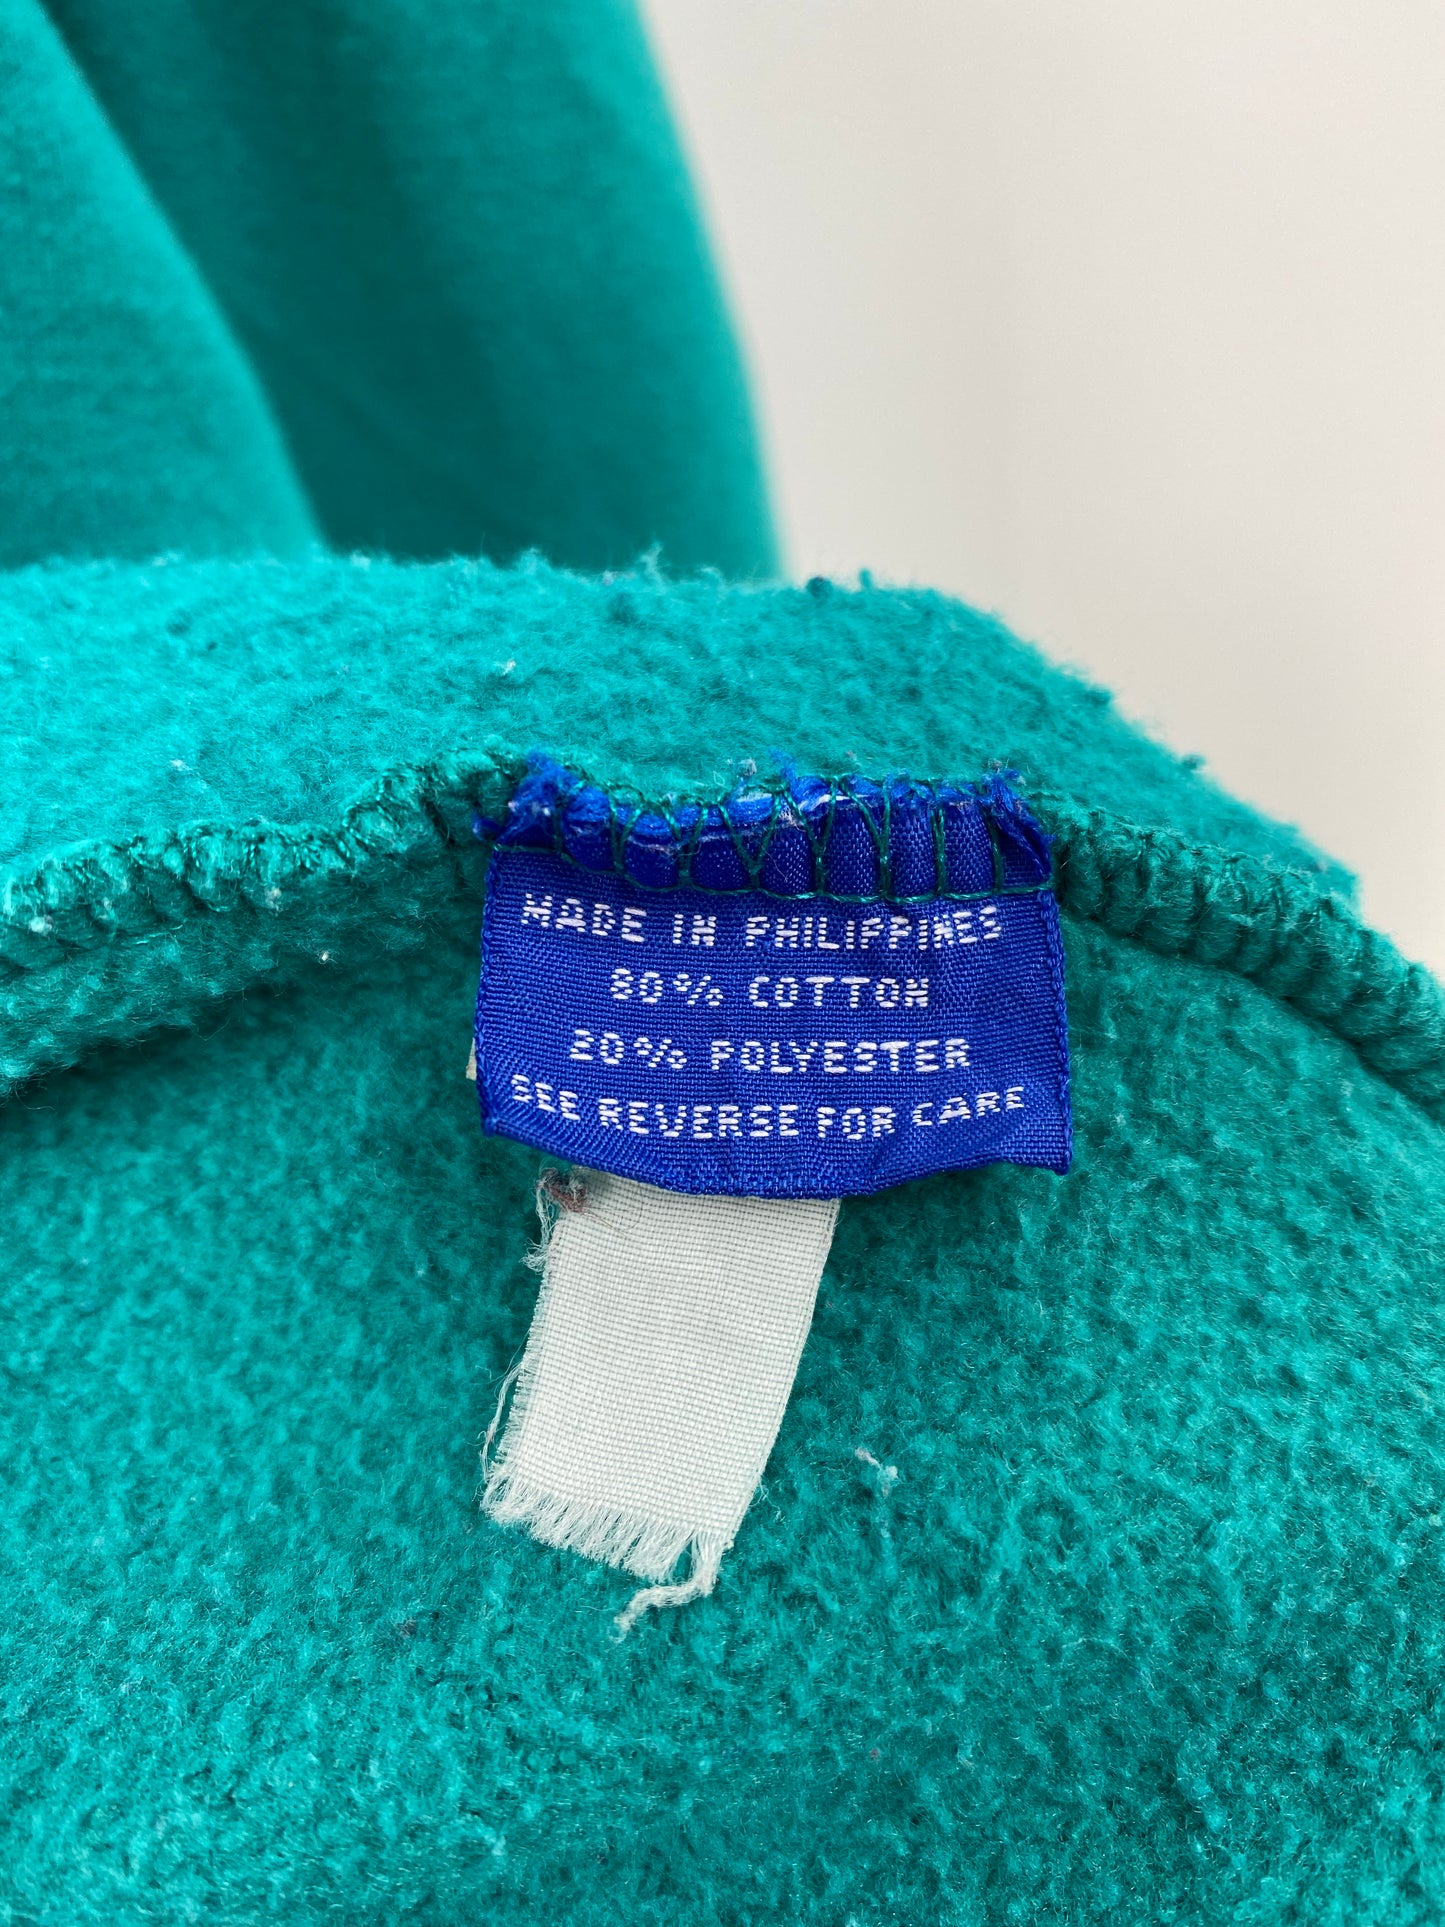 MADE IN PHILIPPINES
80% COTTON
20% POLYESTER
SEE REVERSE FOR CARE